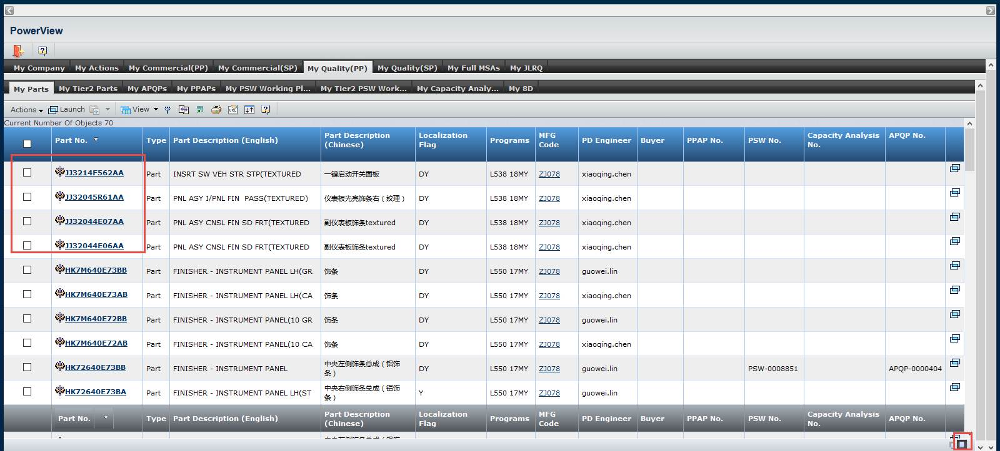 PowerView
My Company My Actions My Commercial(PP) My Commercial(SP) My Quality(PP) My Quality(SP) My Full MSAs My JLRQ
My Parts My Tier2 Parts My APQPs My PPAPs My PSW Working Pl... My Tier2 PSW Work... My Capacity Analy... My 8D
Actions Launch View
Current Number Of Objects 70
Part No. Type Part Description (English) Part Description (Chinese) Localization Flag Programs MFG Code PD Engineer Buyer PPAP No. PSW No. Capacity Analysis No. APQP No.
JJ3214F562AA Part INSRT SW VEH STR STP(TEXTURED 一键启动开关面板 DY L538 18MY ZJ078 xiaoqing.chen
JJ32045R61AA Part PNL ASY I/PNL FIN PASS(TEXTURED) 仪表板光亮饰条右（纹理） DY L538 18MY ZJ078 xiaoqing.chen
JJ32044E07AA Part PNL ASY CNSL FIN SD FRT(TEXTURED 副仪表板饰条textured DY L538 18MY ZJ078 xiaoqing.chen
JJ32044E06AA Part PNL ASY CNSL FIN SD FRT(TEXTURED 副仪表板饰条textured DY L538 18MY ZJ078 xiaoqing.chen
HK7M640E73BB Part FINISHER - INSTRUMENT PANEL LH(GR 饰条 DY L550 17MY ZJ078 guowei.lin
HK7M640E73AB Part FINISHER - INSTRUMENT PANEL LH(CA 饰条 DY L550 17MY ZJ078 xiaoqing.chen
HK7M640E72BB Part FINISHER - INSTRUMENT PANEL(10 GR 饰条 DY L550 17MY ZJ078 guowei.lin
HK7M640E72AB Part FINISHER - INSTRUMENT PANEL(10 CA 饰条 DY L550 17MY ZJ078 xiaoqing.chen
HK72640E73BB Part FINISHER - INSTRUMENT PANEL 中央左侧饰条总成（铝饰条） DY L550 17MY ZJ078 guowei.lin PSW-0008851 APQP-0000404
HK72640E73BA Part FINISHER - INSTRUMENT PANEL LH(ST 中央右侧饰条总成（铝饰条） Y L550 17MY ZJ078 guowei.lin
Part No. Type Part Description (English) Part Description (Chinese) Localization Flag Programs MFG Code PD Engineer Buyer PPAP No. PSW No. Capacity Analysis No. APQP No.